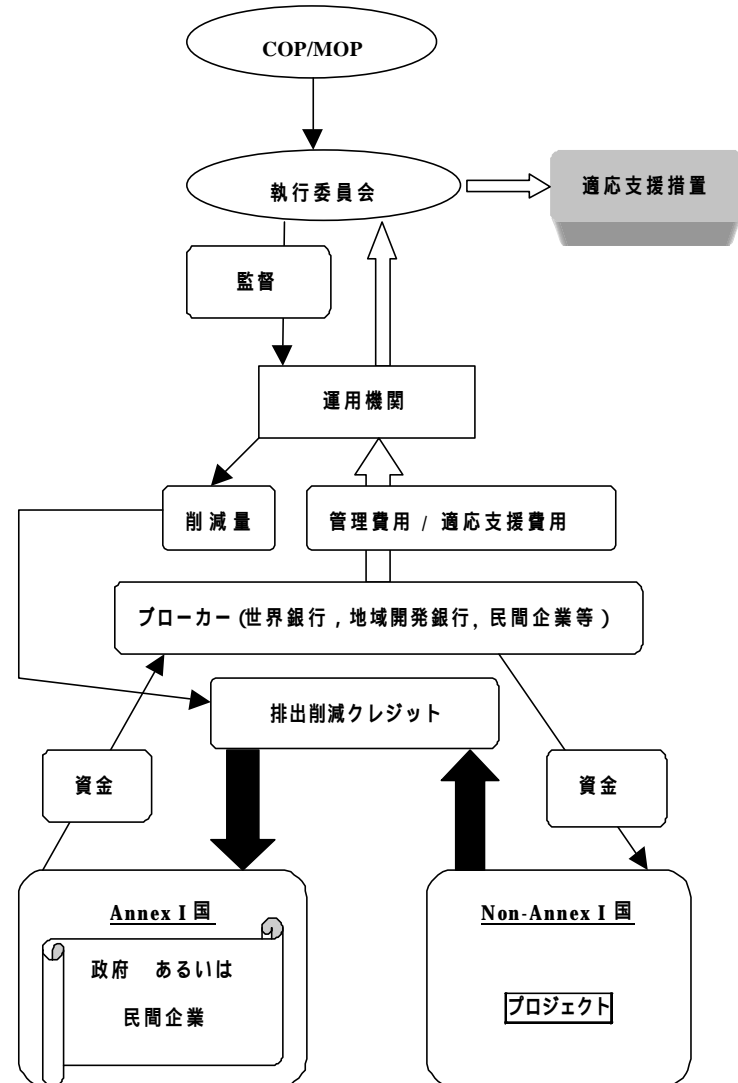 COP/MOP
執行委員会
適応支援措置
監督
運用機関
削減量
管理費用 / 適応支援費用
ブローカー (世界銀行 , 地域開発銀行, 民間企業等 )
排出削減クレジット
資金
資金
Annex I 国
政府 あるいは
民間企業
Non-Annex I 国
プロジェクト